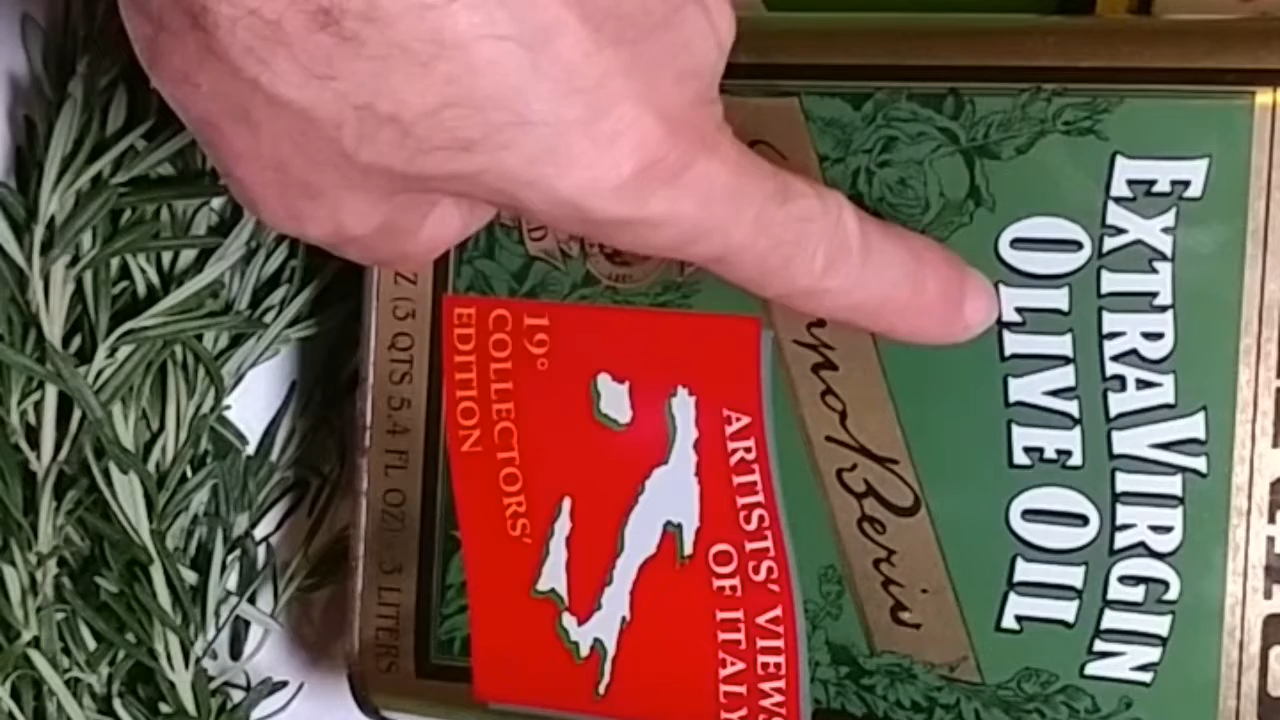 EXTRA VIRGIN
OLIVE OIL
Beris
ARTISTS' VIEWS
OF ITALY
19°
COLLECTORS'
EDITION
Z (3 QTS 5.4 FL OZ) 3 LITERS